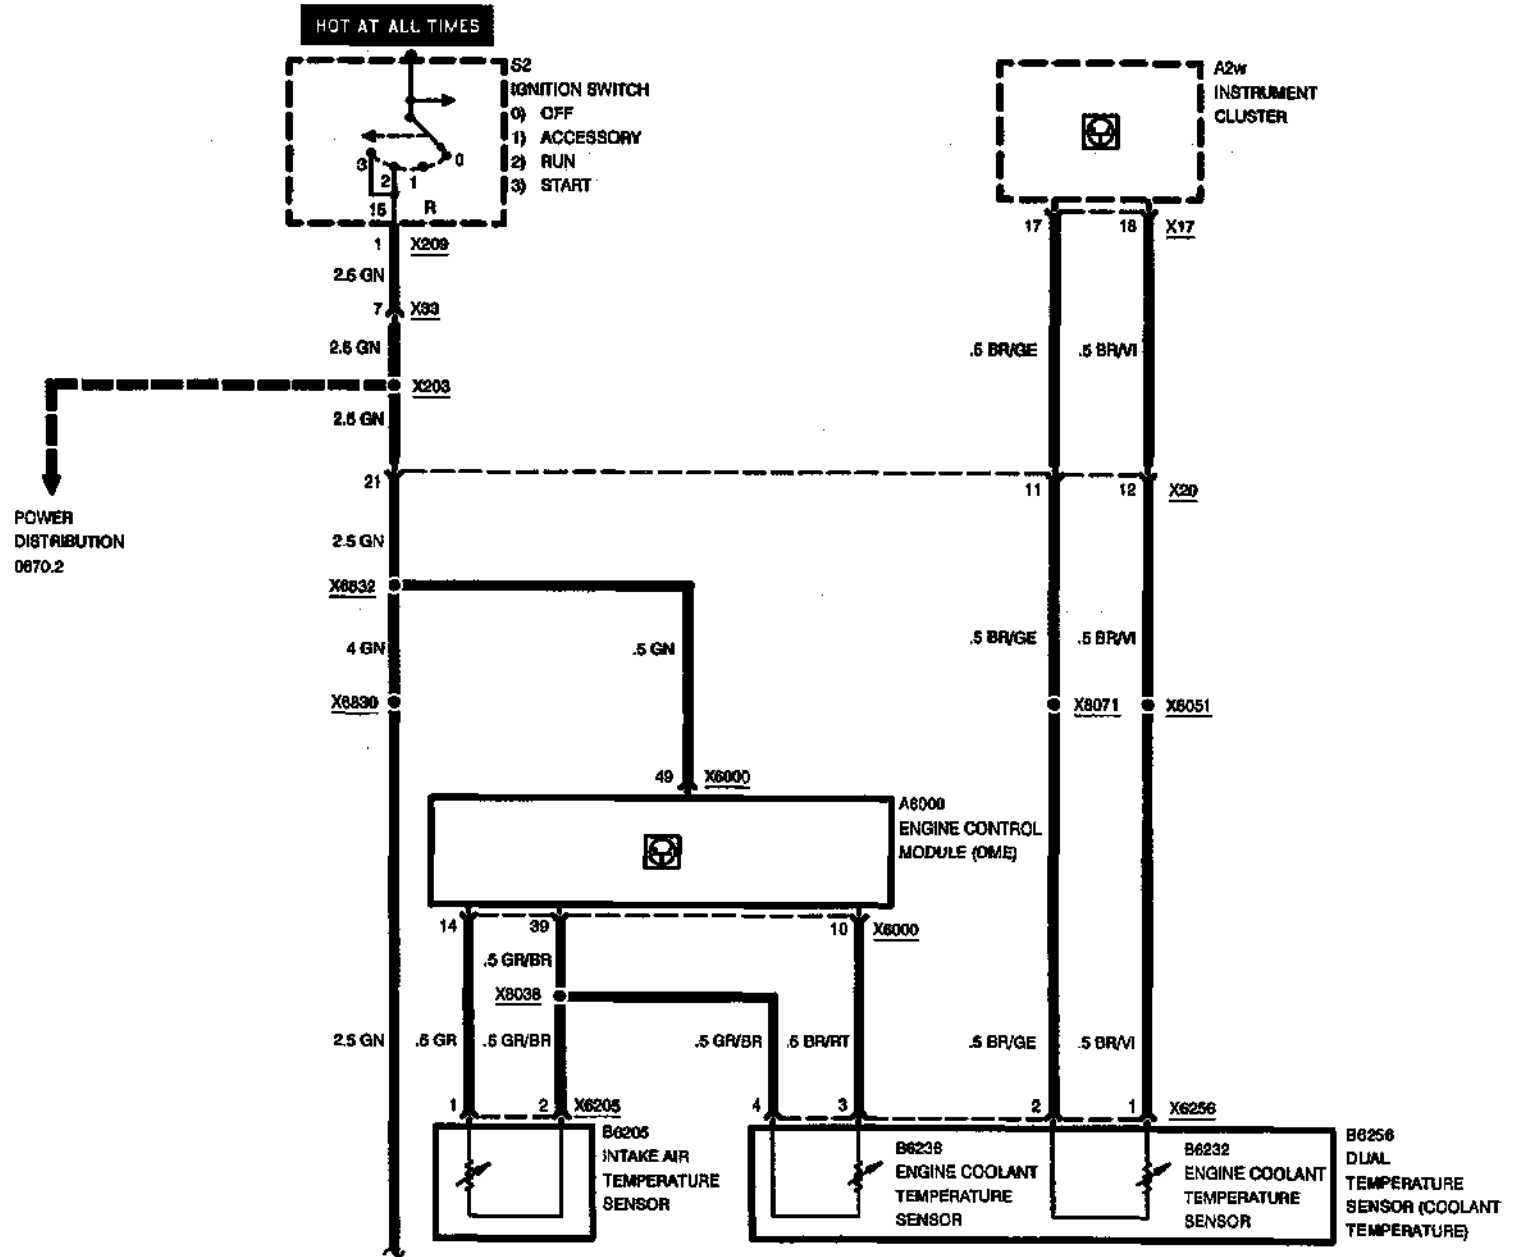 HOT AT ALL TIMES
S2
IGNITION SWITCH
0) OFF
1) ACCESSORY
2) RUN
3) START
3
2
1
0
15
R
1
X209
2.5 GN
7
X33
2.5 GN
X203
2.5 GN
POWER
DISTRIBUTION
0670.2
A2w
INSTRUMENT
CLUSTER
17
18
X17
.5 BR/GE
.5 BR/VI
21
11
12
X20
2.5 GN
X6832
4 GN
.5 GN
.5 BR/GE
.5 BR/VI
X6830
X8071
X6051
49
X6000
A6000
ENGINE CONTROL
MODULE (DME)
14
39
10
X6000
.5 GR/BR
X8038
2.5 GN
.5 GR
.5 GR/BR
.5 GR/BR
.5 BR/RT
.5 BR/GE
.5 BR/VI
1
2
X6205
4
3
2
1
X6256
B6205
INTAKE AIR
TEMPERATURE
SENSOR
B6236
ENGINE COOLANT
TEMPERATURE
SENSOR
B6232
ENGINE COOLANT
TEMPERATURE
SENSOR
B6256
DUAL
TEMPERATURE
SENSOR (COOLANT
TEMPERATURE)